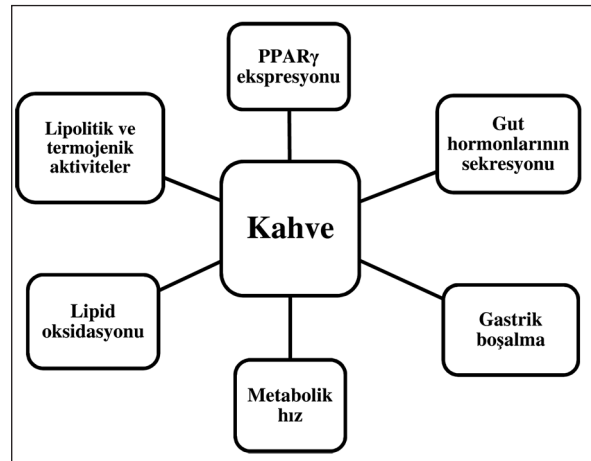 PPARγ
ekspresyonu
Lipolitik ve
termojenik
aktiviteler
Gut
hormonlarının
sekresyonu
Kahve
Lipid
oksidasyonu
Gastrik
boşalma
Metabolik
hız